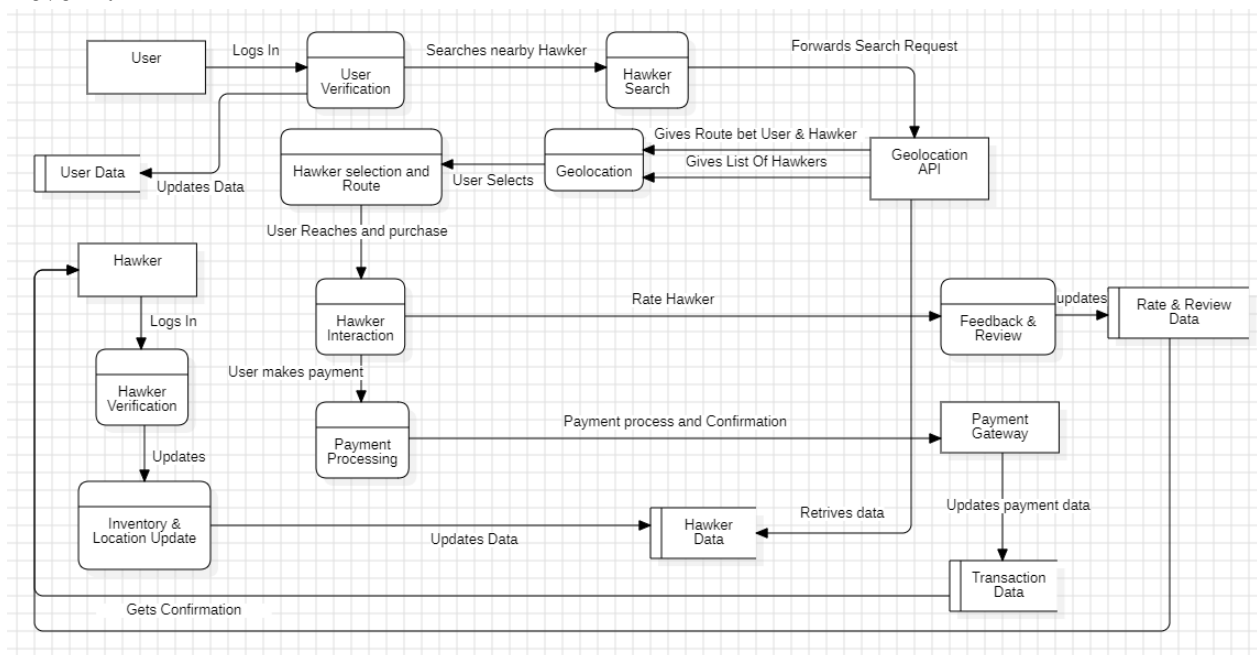 User
Logs In
User
Verification
Searches nearby Hawker
Hawker
Search
Forwards Search Request
Geolocation
API
Gives Route bet User & Hawker
Gives List Of Hawkers
Geolocation
User Selects
Hawker selection and
Route
User Data
Updates Data
User Reaches and purchase
Hawker
Logs In
Hawker
Verification
Updates
Inventory &
Location Update
Hawker
Interaction
Rate Hawker
Feedback &
Review
updates
Rate & Review
Data
User makes payment
Payment
Processing
Payment process and Confirmation
Payment
Gateway
Updates payment data
Transaction
Data
Updates Data
Hawker
Data
Retrives data
Gets Confirmation